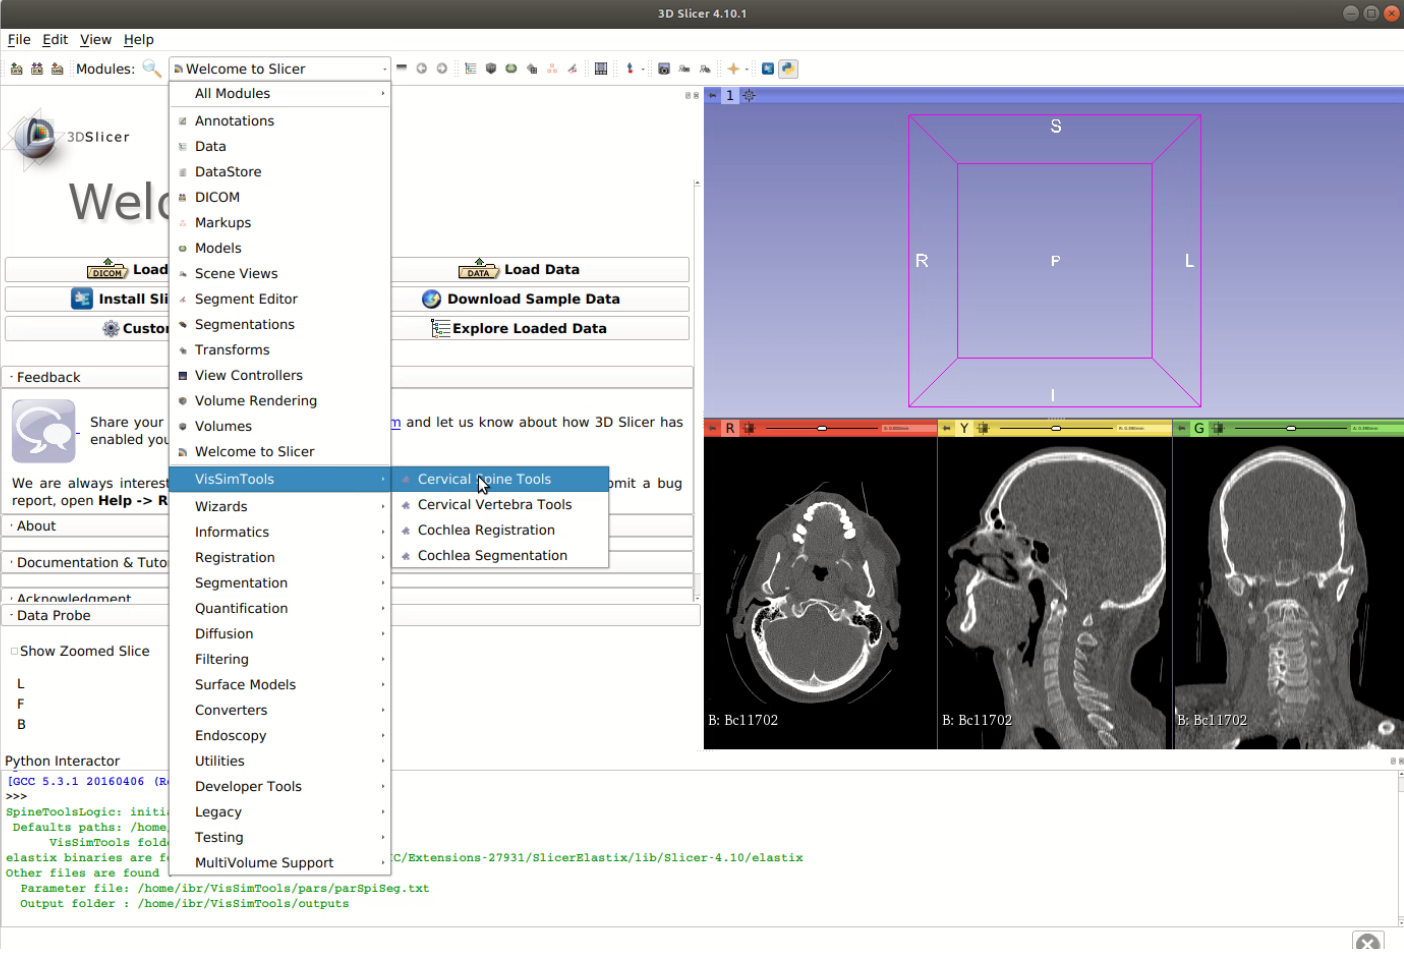 3D Slicer 4.10.1
File Edit View Help
Modules: Welcome to Slicer
All Modules
Annotations
Data
DataStore
DICOM
Markups
Models
Scene Views
Segment Editor
Segmentations
Transforms
View Controllers
Volume Rendering
Volumes
Welcome to Slicer
VisSimTools
Wizards
Informatics
Registration
Segmentation
Quantification
Diffusion
Filtering
Surface Models
Converters
Endoscopy
Utilities
Developer Tools
Legacy
Testing
MultiVolume Support
Cervical Spine Tools
Cervical Vertebra Tools
Cochlea Registration
Cochlea Segmentation
3DSlicer
Welc
DICOM Load
DATA Load Data
Install Sli
Download Sample Data
Custo
Explore Loaded Data
Feedback
Share your m and let us know about how 3D Slicer has
enabled you
We are always interest omit a bug
report, open Help -> R
About
Documentation & Tuto
Acknowledgment
Data Probe
Show Zoomed Slice
L
F
B
Python Interactor
[GCC 5.3.1 20160406 (R
>>>
SpineToolsLogic: initi
Defaults paths: /home/
VisSimTools fold
elastix binaries are f C/Extensions-27931/SlicerElastix/lib/Slicer-4.10/elastix
Other files are found
Parameter file: /home/ibr/VisSimTools/pars/parSpiSeg.txt
Output folder : /home/ibr/VisSimTools/outputs
1
S
R P L
I
R
Y
G
B: Bc11702
B: Bc11702
B: Bc11702